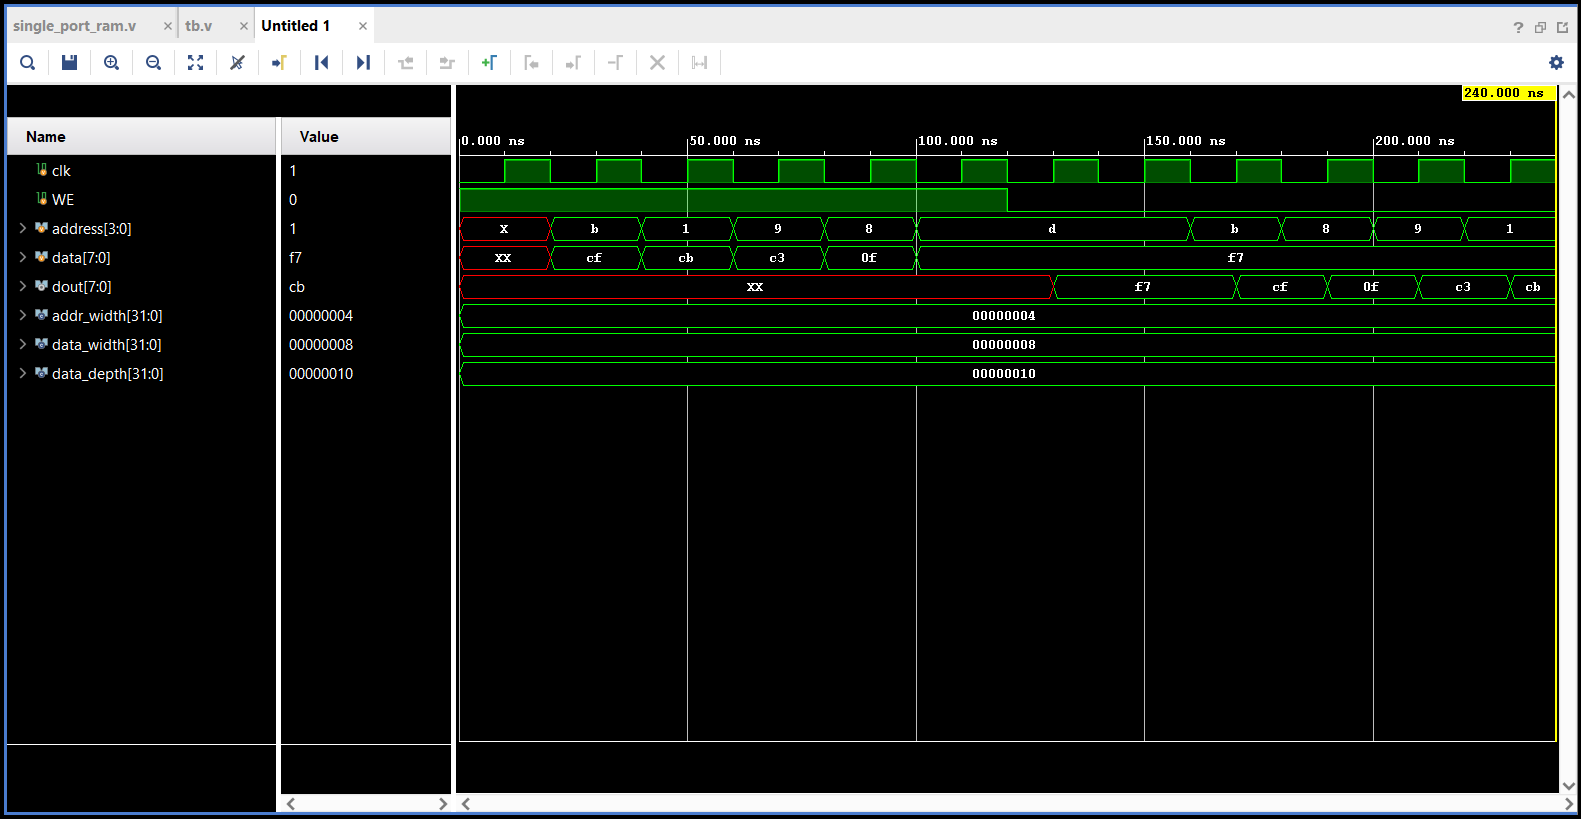 single_port_ram.v × tb.v × Untitled 1 × ?
240.000 ns
Name Value
0.000 ns 50.000 ns 100.000 ns 150.000 ns 200.000 ns
clk 1
WE 0
address[3:0] 1 X b 1 9 8 d b 8 9 1
data[7:0] f7 XX cf cb c3 0f f7
dout[7:0] cb XX f7 cf 0f c3 cb
addr_width[31:0] 00000004 00000004
data_width[31:0] 00000008 00000008
data_depth[31:0] 00000010 00000010